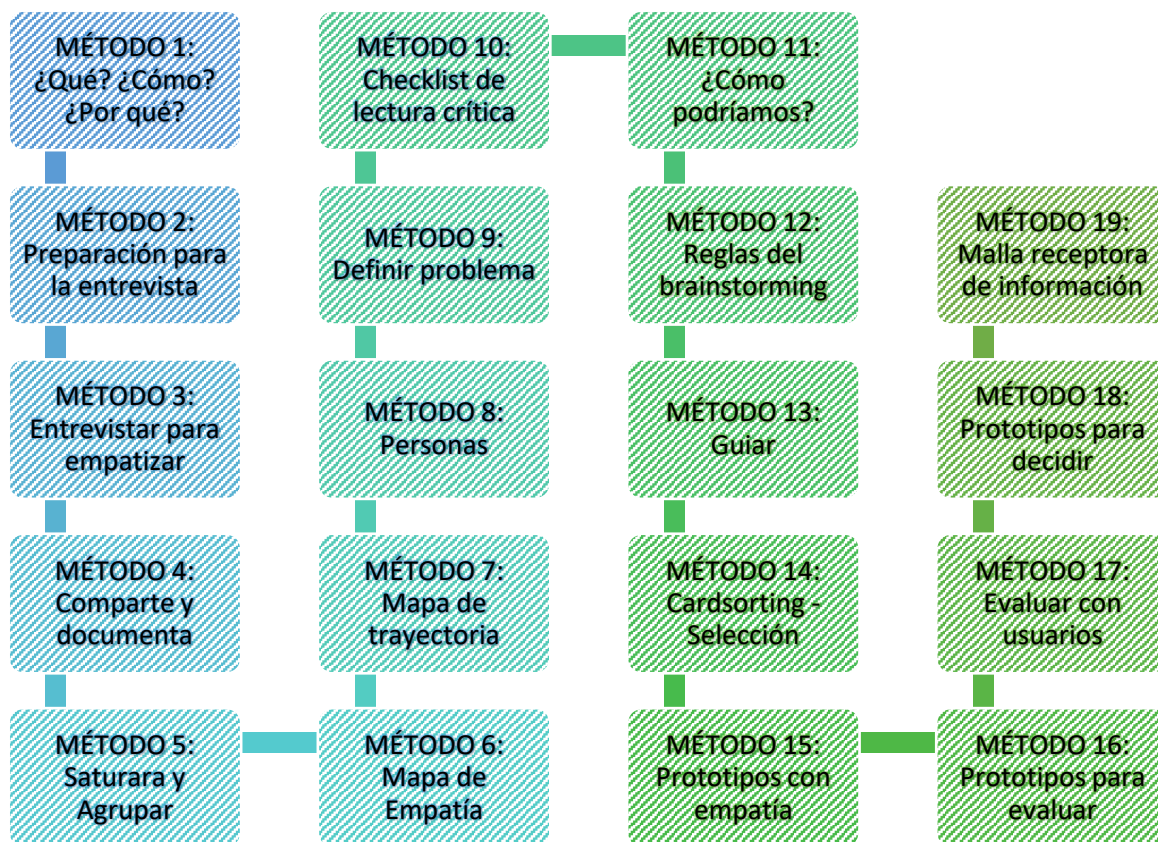 MÉTODO 1:
¿Qué? ¿Cómo?
¿Por qué?
MÉTODO 2:
Preparación para
la entrevista
MÉTODO 3:
Entrevistar para
empatizar
MÉTODO 4:
Comparte y
documenta
MÉTODO 5:
Saturara y
Agrupar
MÉTODO 6:
Mapa de
Empatía
MÉTODO 7:
Mapa de
trayectoria
MÉTODO 8:
Personas
MÉTODO 9:
Definir problema
MÉTODO 10:
Checklist de
lectura crítica
MÉTODO 11:
¿Cómo
podríamos?
MÉTODO 12:
Reglas del
brainstorming
MÉTODO 13:
Guiar
MÉTODO 14:
Cardsorting -
Selección
MÉTODO 15:
Prototipos con
empatía
MÉTODO 16:
Prototipos para
evaluar
MÉTODO 17:
Evaluar con
usuarios
MÉTODO 18:
Prototipos para
decidir
MÉTODO 19:
Malla receptora
de información